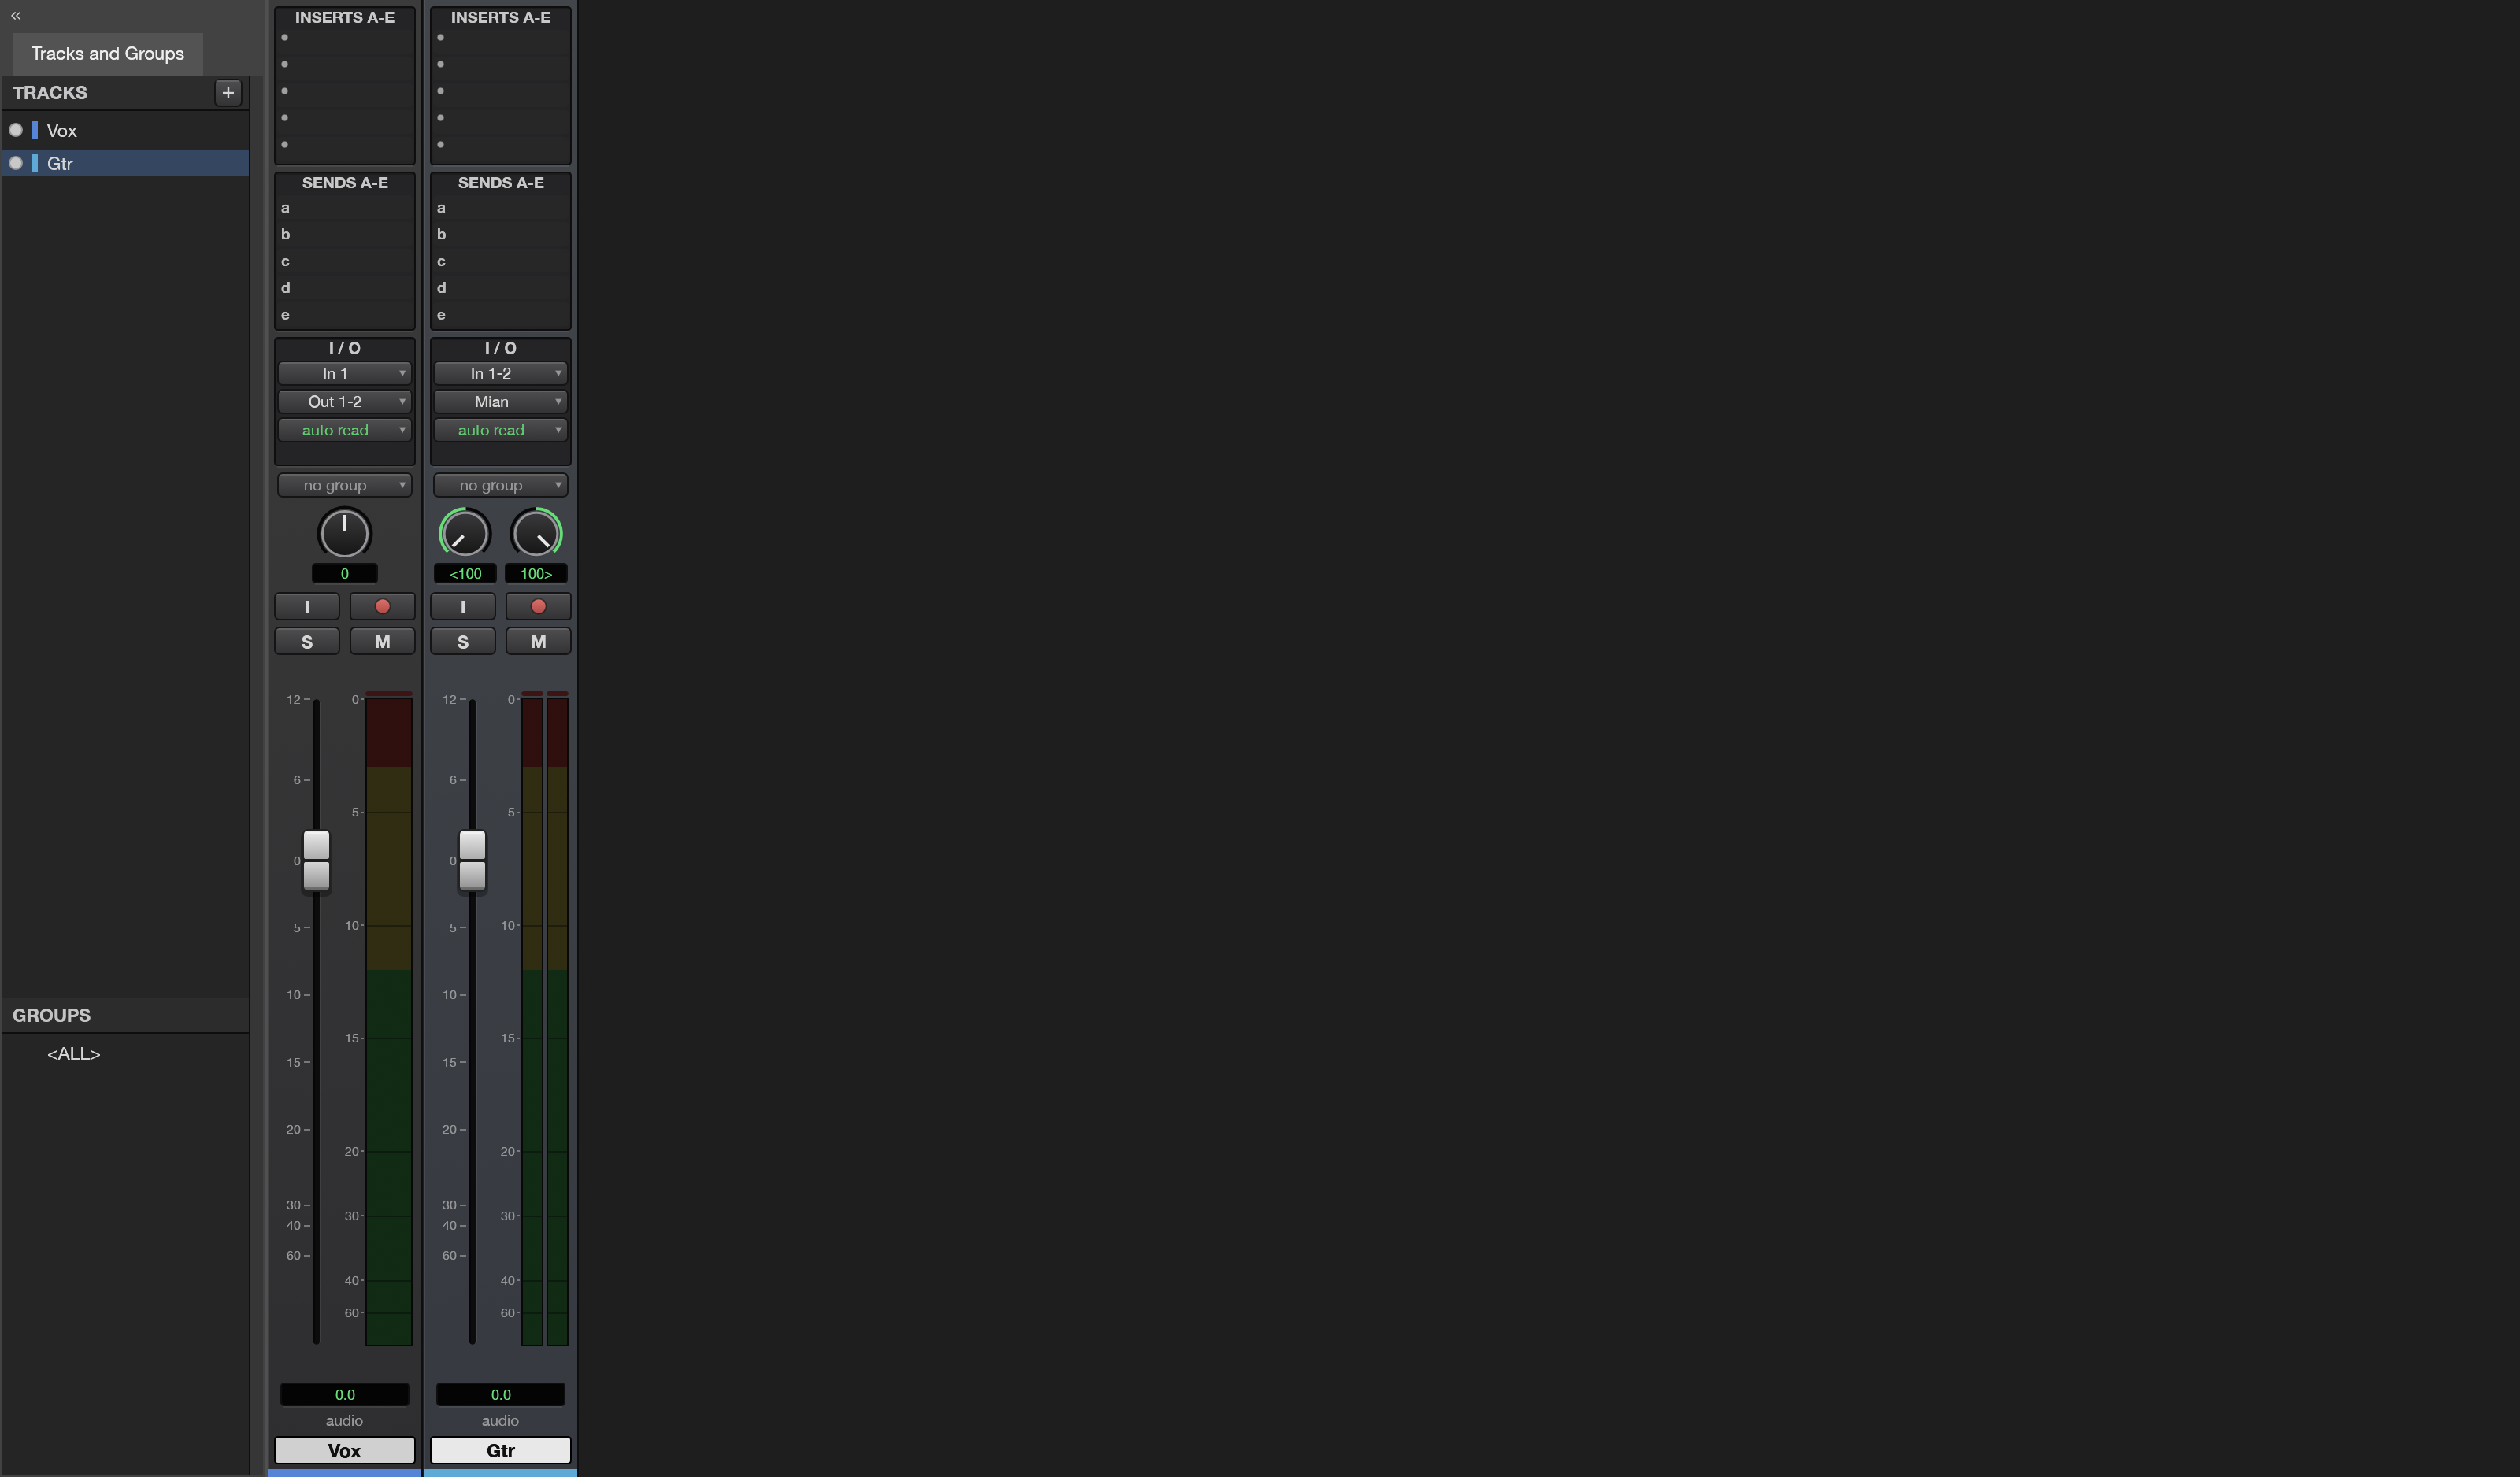 «
Tracks and Groups
TRACKS +
Vox
Gtr
GROUPS
<ALL>
INSERTS A-E
SENDS A-E
a
b
c
d
e
I / O
In 1
Out 1-2
auto read
no group
0
I
S M
12
6
0
5
10
15
20
30
40
60
0
5
10
15
20
30
40
60
0.0
audio
Vox
INSERTS A-E
SENDS A-E
a
b
c
d
e
I / O
In 1-2
Mian
auto read
no group
<100 100>
I
S M
12
6
0
5
10
15
20
30
40
60
0
5
10
15
20
30
40
60
0.0
audio
Gtr